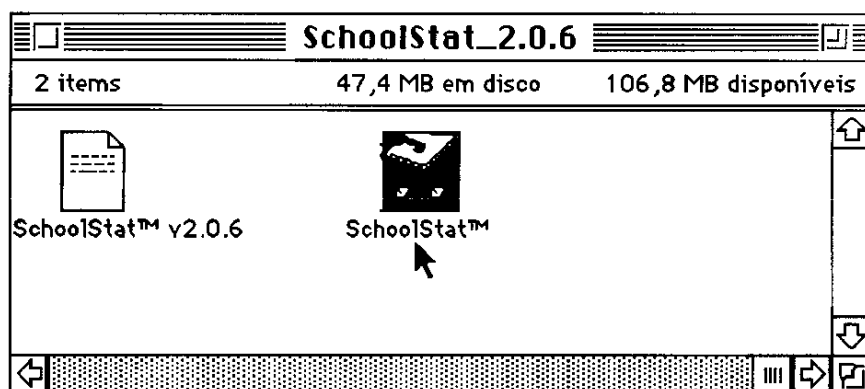 SchoolStat_2.0.6
2 items 47,4 MB em disco 106,8 MB disponíveis
SchoolStat™ v2.0.6 SchoolStat™